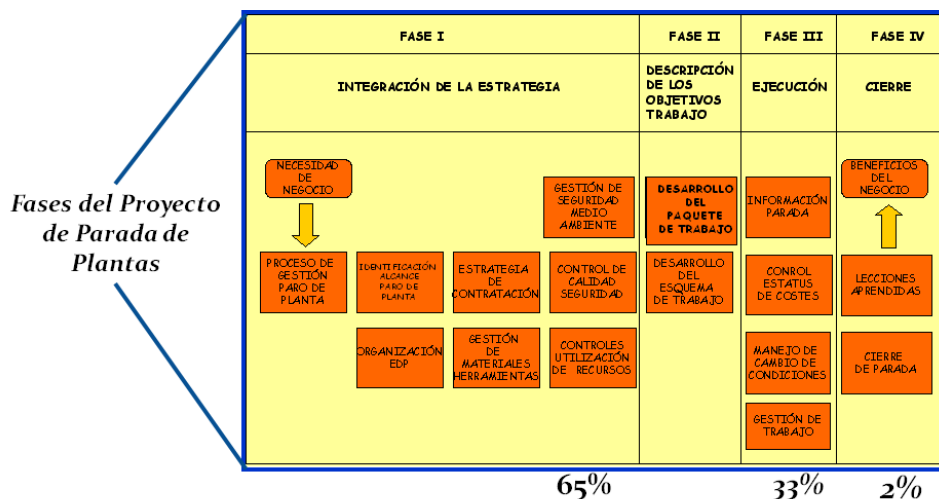 Fases del Proyecto
de Parada de
Plantas
FASE I
FASE II
FASE III
FASE IV
INTEGRACIÓN DE LA ESTRATEGIA
DESCRIPCIÓN
DE LOS
OBJETIVOS
TRABAJO
EJECUCIÓN
CIERRE
NECESIDAD
DE
NEGOCIO
PROCESO DE
GESTIÓN
PARO DE PLANTA
IDENTIFICACIÓN
ALCANCE
PARO DE
PLANTA
ORGANIZACIÓN
EDP
ESTRATEGIA
DE
CONTRATACIÓN
GESTIÓN
DE
MATERIALES
HERRAMIENTAS
GESTIÓN DE
SEGURIDAD
MEDIO
AMBIENTE
CONTROL DE
CALIDAD
SEGURIDAD
CONTROLES
UTILIZACIÓN
DE RECURSOS
DESARROLLO
DEL
PAQUETE
DE TRABAJO
DESARROLLO
DEL
ESQUEMA
DE TRABAJO
INFORMACIÓN
PARADA
CONROL
ESTATUS
DE COSTES
MANEJO DE
CAMBIO DE
CONDICIONES
GESTIÓN DE
TRABAJO
BENEFICIOS
DEL
NEGOCIO
LECCIONES
APRENDIDAS
CIERRE
DE PARADA
65%
33%
2%